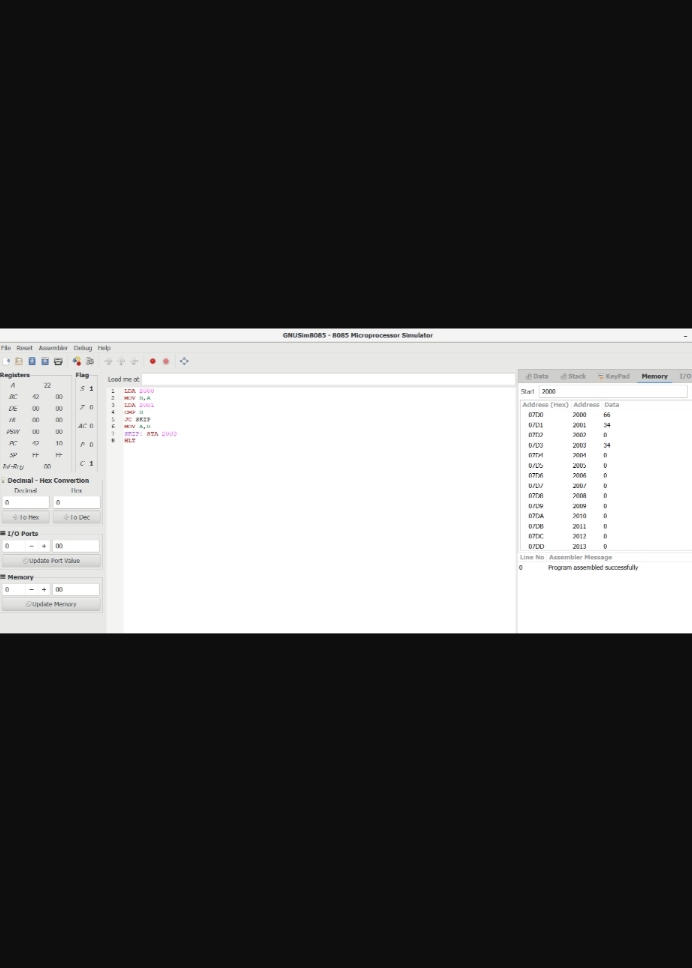 GNUSim8085 - 8085 Microprocessor Simulator
File Reset Assembler Debug Help
Registers
A 22
BC 42 00
DE 00 00
HL 00 00
PSW 00 00
PC 42 10
SP FF FF
Int-Reg 00
Flag
S 1
Z 0
AC 0
P 0
C 1
Decimal - Hex Convertion
Decimal Hex
0 0
To Hex To Dec
I/O Ports
0 - + 00
Update Port Value
Memory
0 - + 00
Update Memory
Load me at
1 LDA 2000
2 MOV B,A
3 LDA 2001
4 CMP B
5 JC SKIP
6 MOV A,B
7 SKIP: STA 2003
8 HLT
Data Stack KeyPad Memory I/O
Start 2000
Address (Hex) Address Data
07D0 2000 66
07D1 2001 34
07D2 2002 0
07D3 2003 34
07D4 2004 0
07D5 2005 0
07D6 2006 0
07D7 2007 0
07D8 2008 0
07D9 2009 0
07DA 2010 0
07DB 2011 0
07DC 2012 0
07DD 2013 0
Line No Assembler Message
0 Program assembled successfully